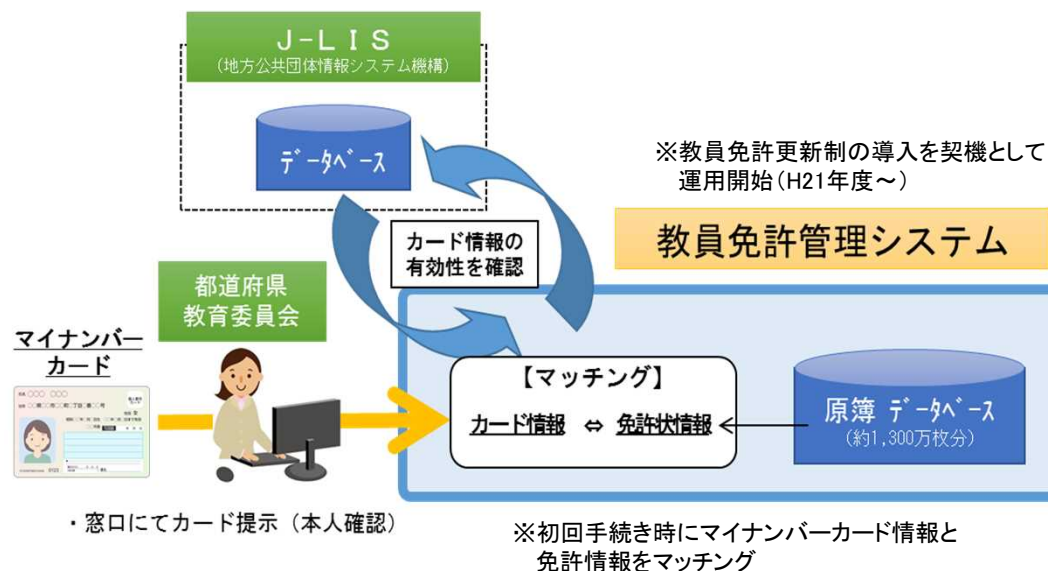 J-LIS
(地方公共団体情報システム機構)
データベース
※教員免許更新制の導入を契機として
運用開始(H21年度~)
カード情報の
有効性を確認
教員免許管理システム
都道府県
教育委員会
マイナンバー
カード
【マッチング】
カード情報 ⇔ 免許状情報
原簿 データベース
(約1,300万枚分)
・窓口にてカード提示(本人確認)
※初回手続き時にマイナンバーカード情報と
免許情報をマッチング